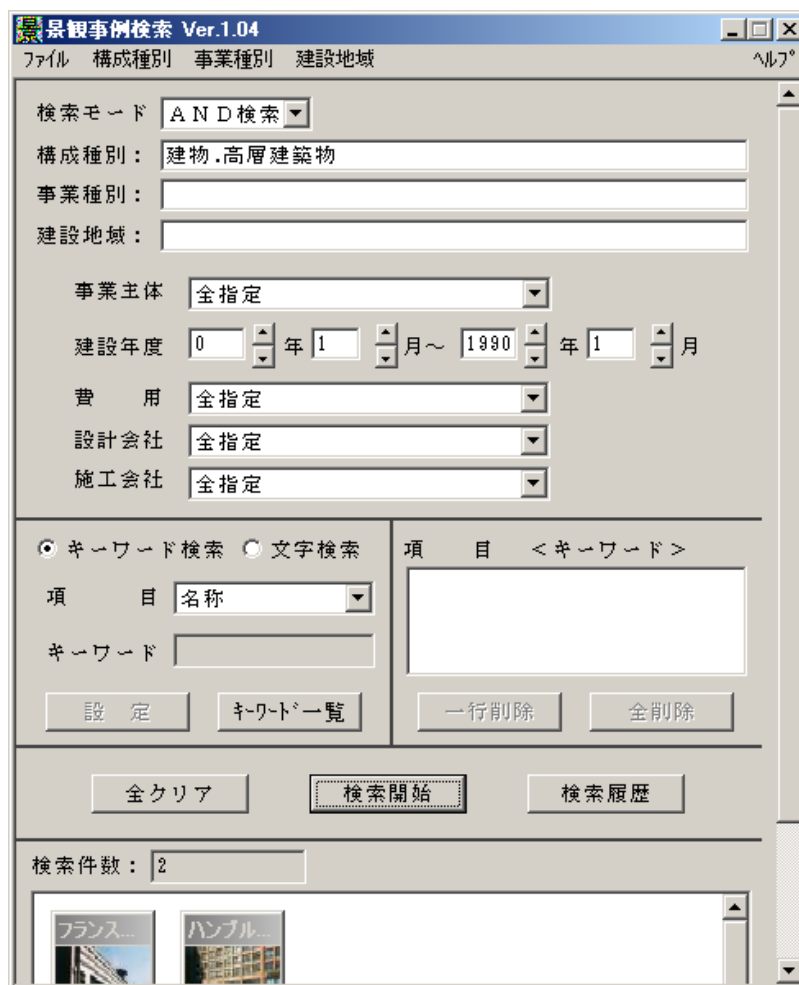 景観事例検索 Ver.1.04
ファイル 構成種別 事業種別 建設地域 ヘルプ
検索モード AND検索
構成種別: 建物.高層建築物
事業種別:
建設地域:
事業主体 全指定
建設年度 0 年 1 月～ 1990 年 1 月
費 用 全指定
設計会社 全指定
施工会社 全指定
キーワード検索 文字検索
項 目 名称
キーワード
設 定 キーワード一覧
項 目 <キーワード>
一行削除 全削除
全クリア 検索開始 検索履歴
検索件数: 2
フランス... ハンブル...